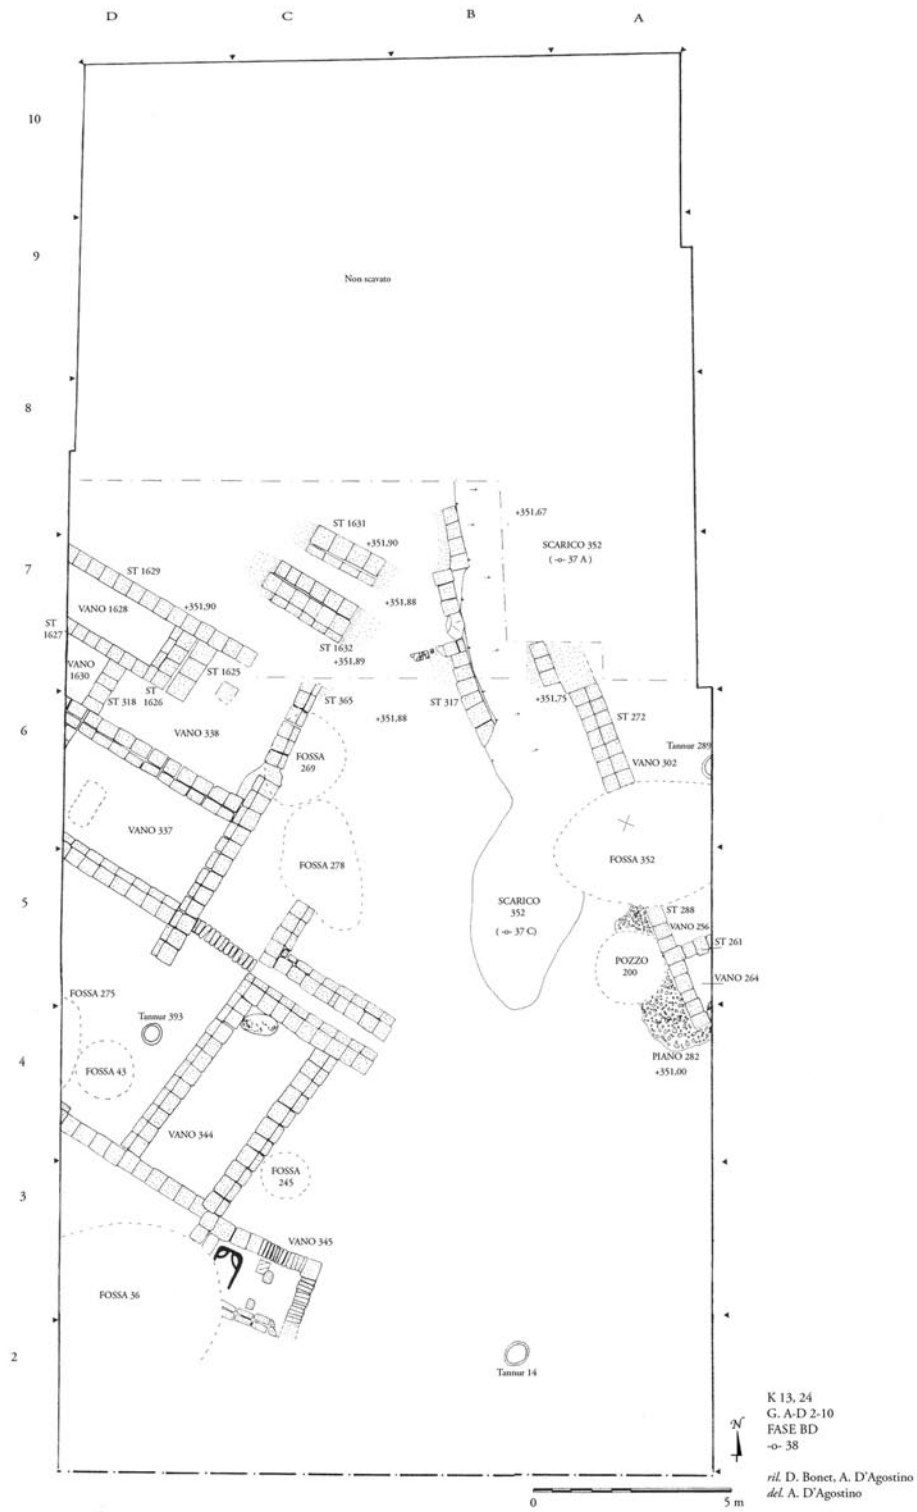 D C B A
10
9
Non scavato
8
ST 1631
+351,90
+351,67
SCARICO 352
( -o- 37 A )
7
ST 1629
VANO 1628
+351,90
+351,88
ST
1627
ST 1632
+351,89
VANO
1630
ST 1625
ST
1626
ST 318
ST 365
ST 317
+351,75
+351,88
ST 272
6
VANO 338
Tannur 289
FOSSA
269
VANO 302
VANO 337
FOSSA 278
FOSSA 352
5
SCARICO
352
( -o- 37 C )
ST 288
VANO 256
ST 261
POZZO
200
VANO 264
FOSSA 275
Tannur 393
4
FOSSA 43
PIANO 282
+351,00
VANO 344
3
FOSSA
245
VANO 345
FOSSA 36
2
Tannur 14
K 13, 24
G. A-D 2-10
FASE BD
-o- 38
N
ril. D. Bonet, A. D'Agostino
del. A. D'Agostino
0 5 m